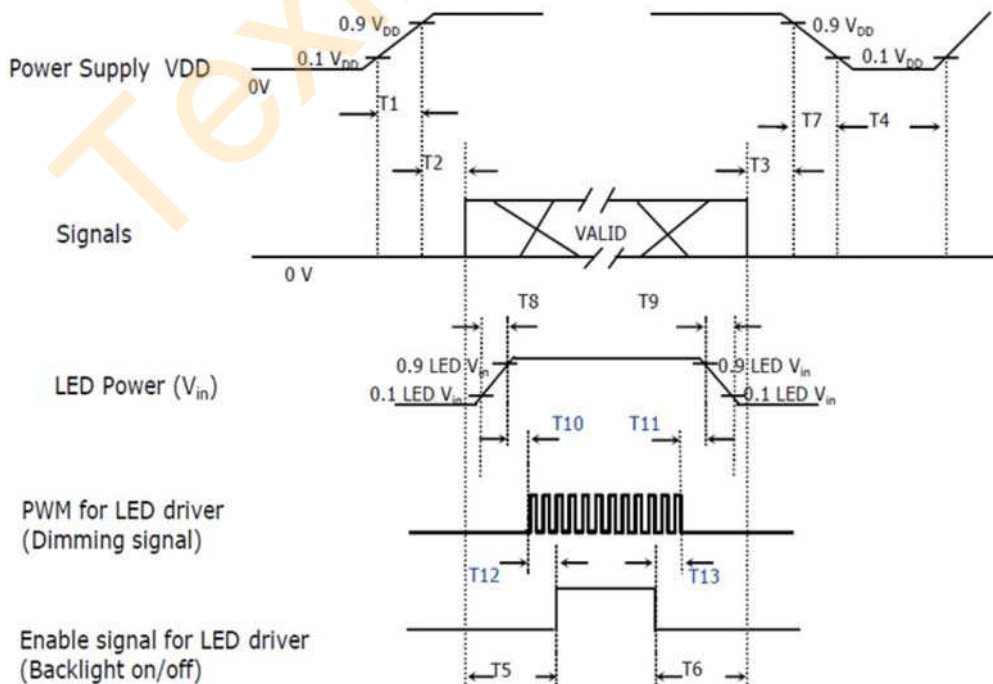 0.9 VDD
0.9 VDD
0.1 VDD
0.1 VDD
Power Supply VDD
0V
T1
T7
T4
T2
T3
Signals
VALID
0 V
T8
T9
0.9 LED Vin
0.9 LED Vin
LED Power (Vin)
0.1 LED Vin
0.1 LED Vin
T10
T11
PWM for LED driver
(Dimming signal)
T12
T13
Enable signal for LED driver
(Backlight on/off)
T5
T6